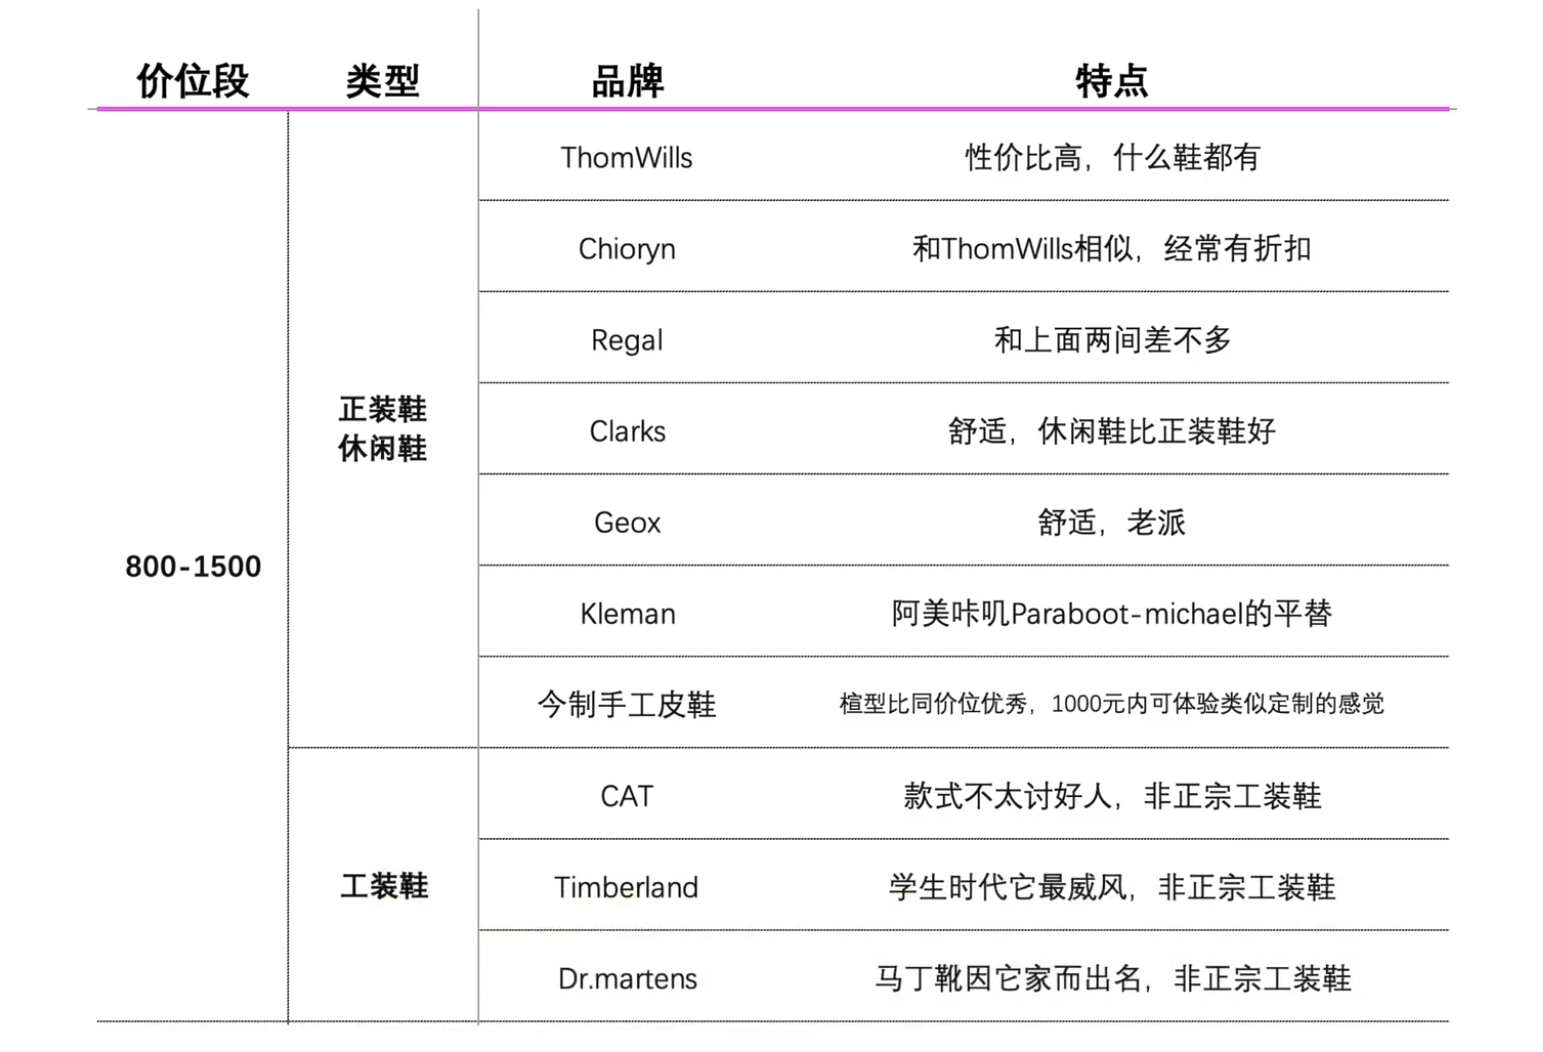 价位段 类型 品牌 特点
ThomWills 性价比高，什么鞋都有
Chioryn 和ThomWills相似，经常有折扣
Regal 和上面两间差不多
正装鞋
休闲鞋
Clarks 舒适，休闲鞋比正装鞋好
Geox 舒适，老派
800-1500
Kleman 阿美咔叽Paraboot-michael的平替
今制手工皮鞋 楦型比同价位优秀，1000元内可体验类似定制的感觉
CAT 款式不太讨好人，非正宗工装鞋
工装鞋
Timberland 学生时代它最威风，非正宗工装鞋
Dr.martens 马丁靴因它家而出名，非正宗工装鞋